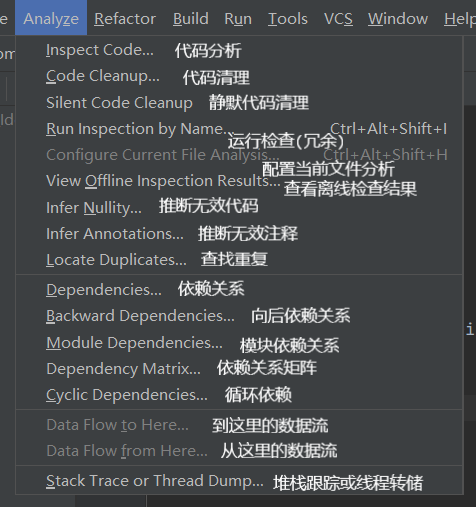 e Analyze Refactor Build Run Tools VCS Window Help
om
Id
Inspect Code... 代码分析
Code Cleanup... 代码清理
Silent Code Cleanup 静默代码清理
Run Inspection by Name... Ctrl+Alt+Shift+I
运行检查(冗余)
Configure Current File Analysis... Ctrl+Alt+Shift+H
配置当前文件分析
View Offline Inspection Results... 查看离线检查结果
Infer Nullity... 推断无效代码
Infer Annotations... 推断无效注释
Locate Duplicates... 查找重复
Dependencies... 依赖关系
Backward Dependencies... 向后依赖关系
i
Module Dependencies... 模块依赖关系
Dependency Matrix... 依赖关系矩阵
Cyclic Dependencies... 循环依赖
Data Flow to Here... 到这里的数据流
Data Flow from Here... 从这里的数据流
Stack Trace or Thread Dump... 堆栈跟踪或线程转储